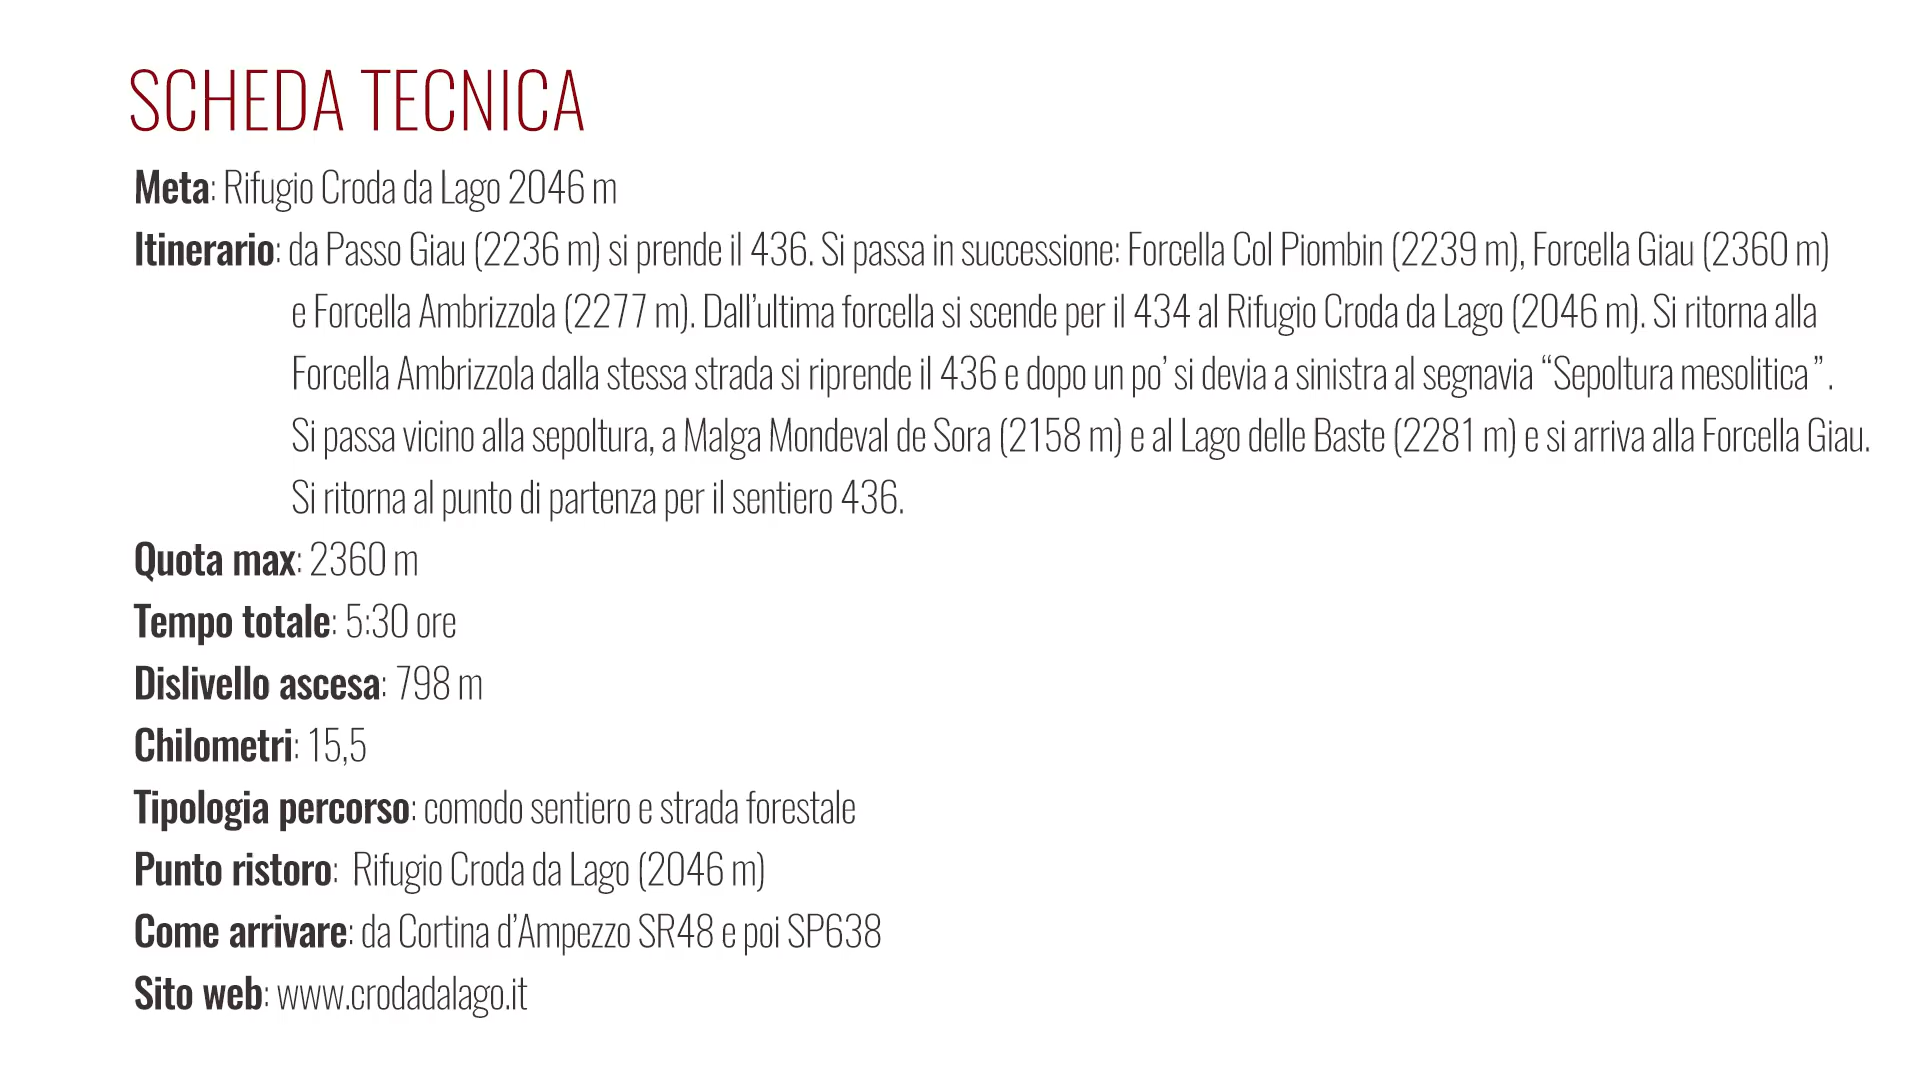 SCHEDA TECNICA
Meta: Rifugio Croda da Lago 2046 m
Itinerario: da Passo Giau (2236 m) si prende il 436. Si passa in successione: Forcella Col Piombin (2239 m), Forcella Giau (2360 m)
e Forcella Ambrizzola (2277 m). Dall'ultima forcella si scende per il 434 al Rifugio Croda da Lago (2046 m). Si ritorna alla
Forcella Ambrizzola dalla stessa strada si riprende il 436 e dopo un po' si devia a sinistra al segnavia “Sepoltura mesolitica”.
Si passa vicino alla sepoltura, a Malga Mondeval de Sora (2158 m) e al Lago delle Baste (2281 m) e si arriva alla Forcella Giau.
Si ritorna al punto di partenza per il sentiero 436.
Quota max: 2360 m
Tempo totale: 5:30 ore
Dislivello ascesa: 798 m
Chilometri: 15,5
Tipologia percorso: comodo sentiero e strada forestale
Punto ristoro: Rifugio Croda da Lago (2046 m)
Come arrivare: da Cortina d'Ampezzo SR48 e poi SP638
Sito web: www.crodadalago.it